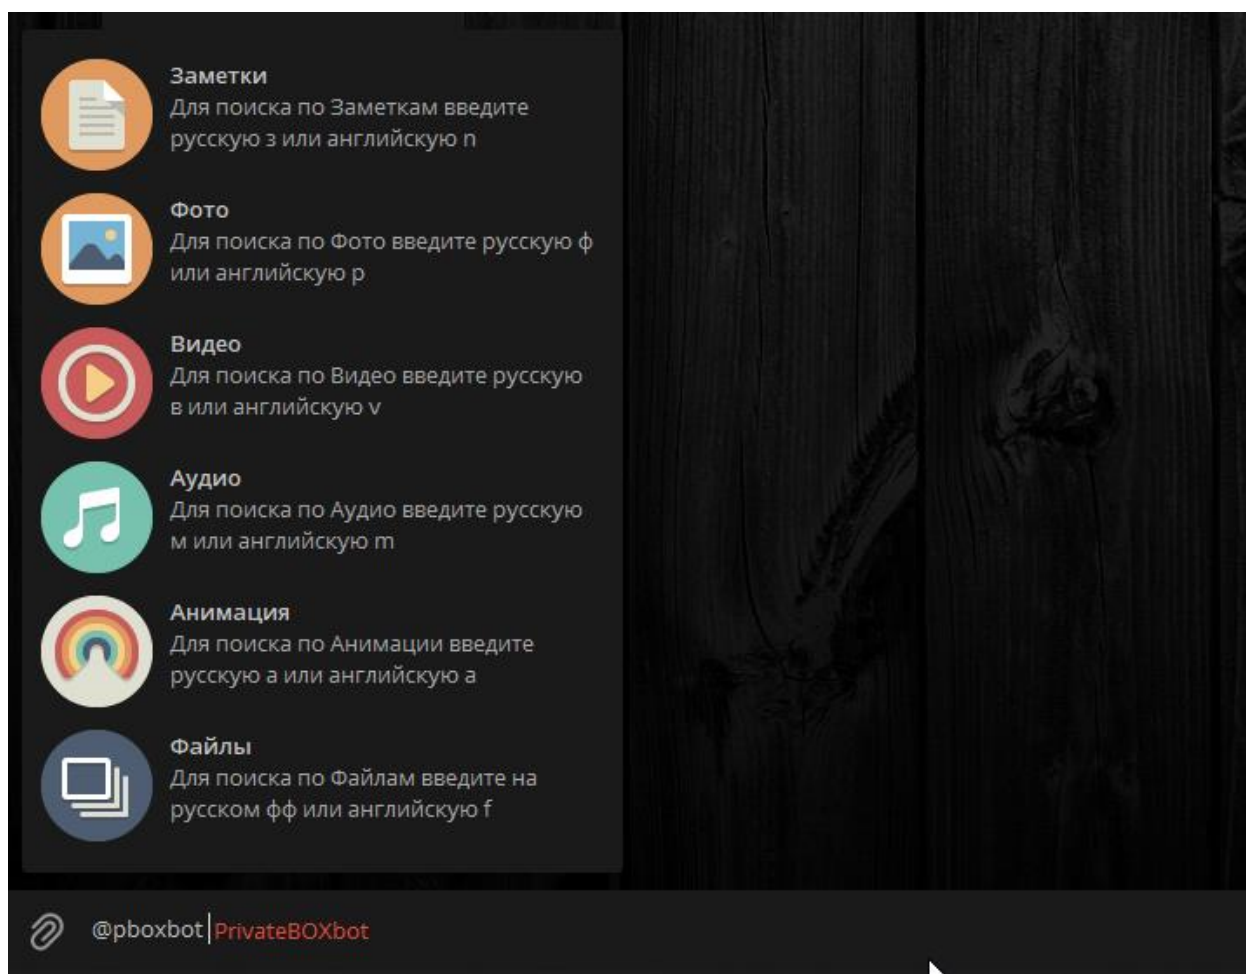 Заметки
Для поиска по Заметкам введите
русскую з или английскую n
Фото
Для поиска по Фото введите русскую ф
или английскую p
Видео
Для поиска по Видео введите русскую
в или английскую v
Аудио
Для поиска по Аудио введите русскую
м или английскую m
Анимация
Для поиска по Анимации введите
русскую а или английскую a
Файлы
Для поиска по Файлам введите на
русском фф или английскую f
@pboxbot PrivateBOXbot